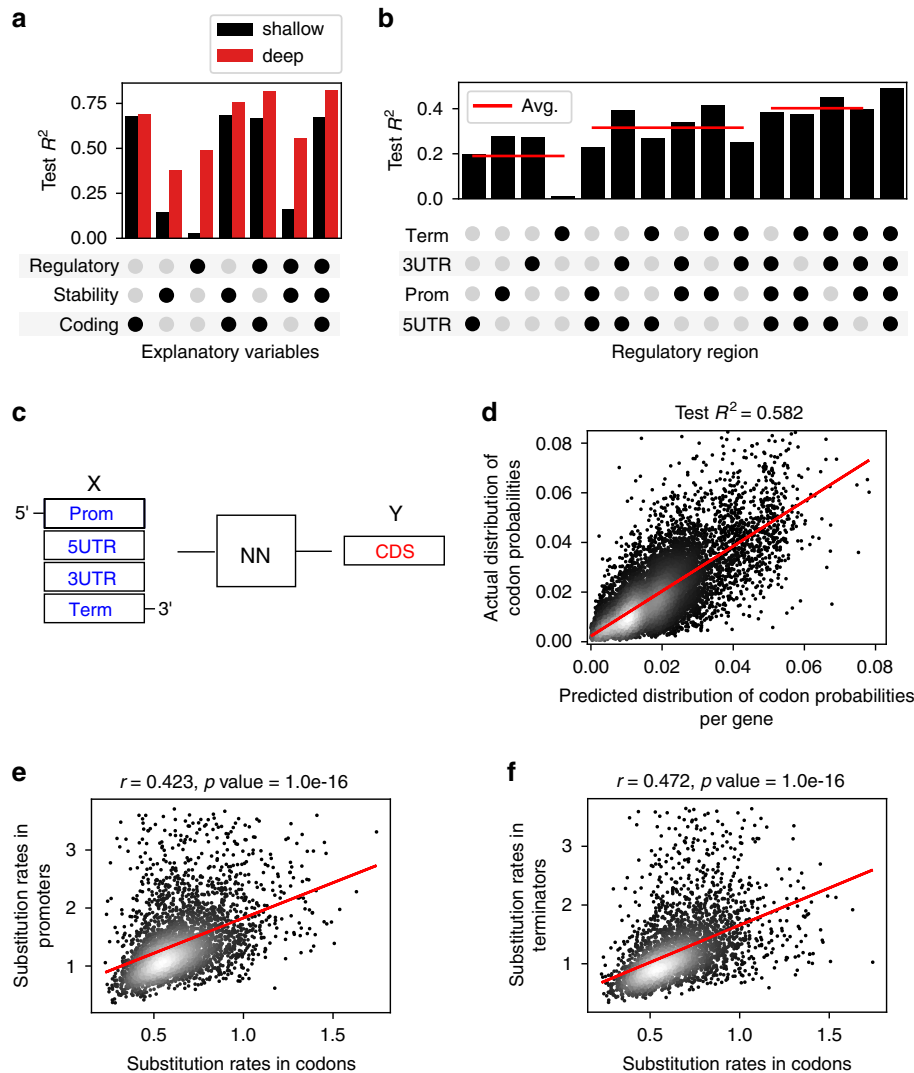 a
shallow
deep
Test R²
0.75
0.50
0.25
0.00
Regulatory
Stability
Coding
Explanatory variables
b
Avg.
Test R²
0.4
0.2
0.0
Term
3UTR
Prom
5UTR
Regulatory region
c
X
5'
Prom
5UTR
3UTR
Term
3'
NN
Y
CDS
d
Test R² = 0.582
Actual distribution of
codon probabilities
0.08
0.06
0.04
0.02
0.00
0.00 0.02 0.04 0.06 0.08
Predicted distribution of codon probabilities
per gene
e
r = 0.423, p value = 1.0e-16
Substitution rates in
promoters
3
2
1
0.5 1.0 1.5
Substitution rates in codons
f
r = 0.472, p value = 1.0e-16
Substitution rates in
terminators
3
2
1
0.5 1.0 1.5
Substitution rates in codons